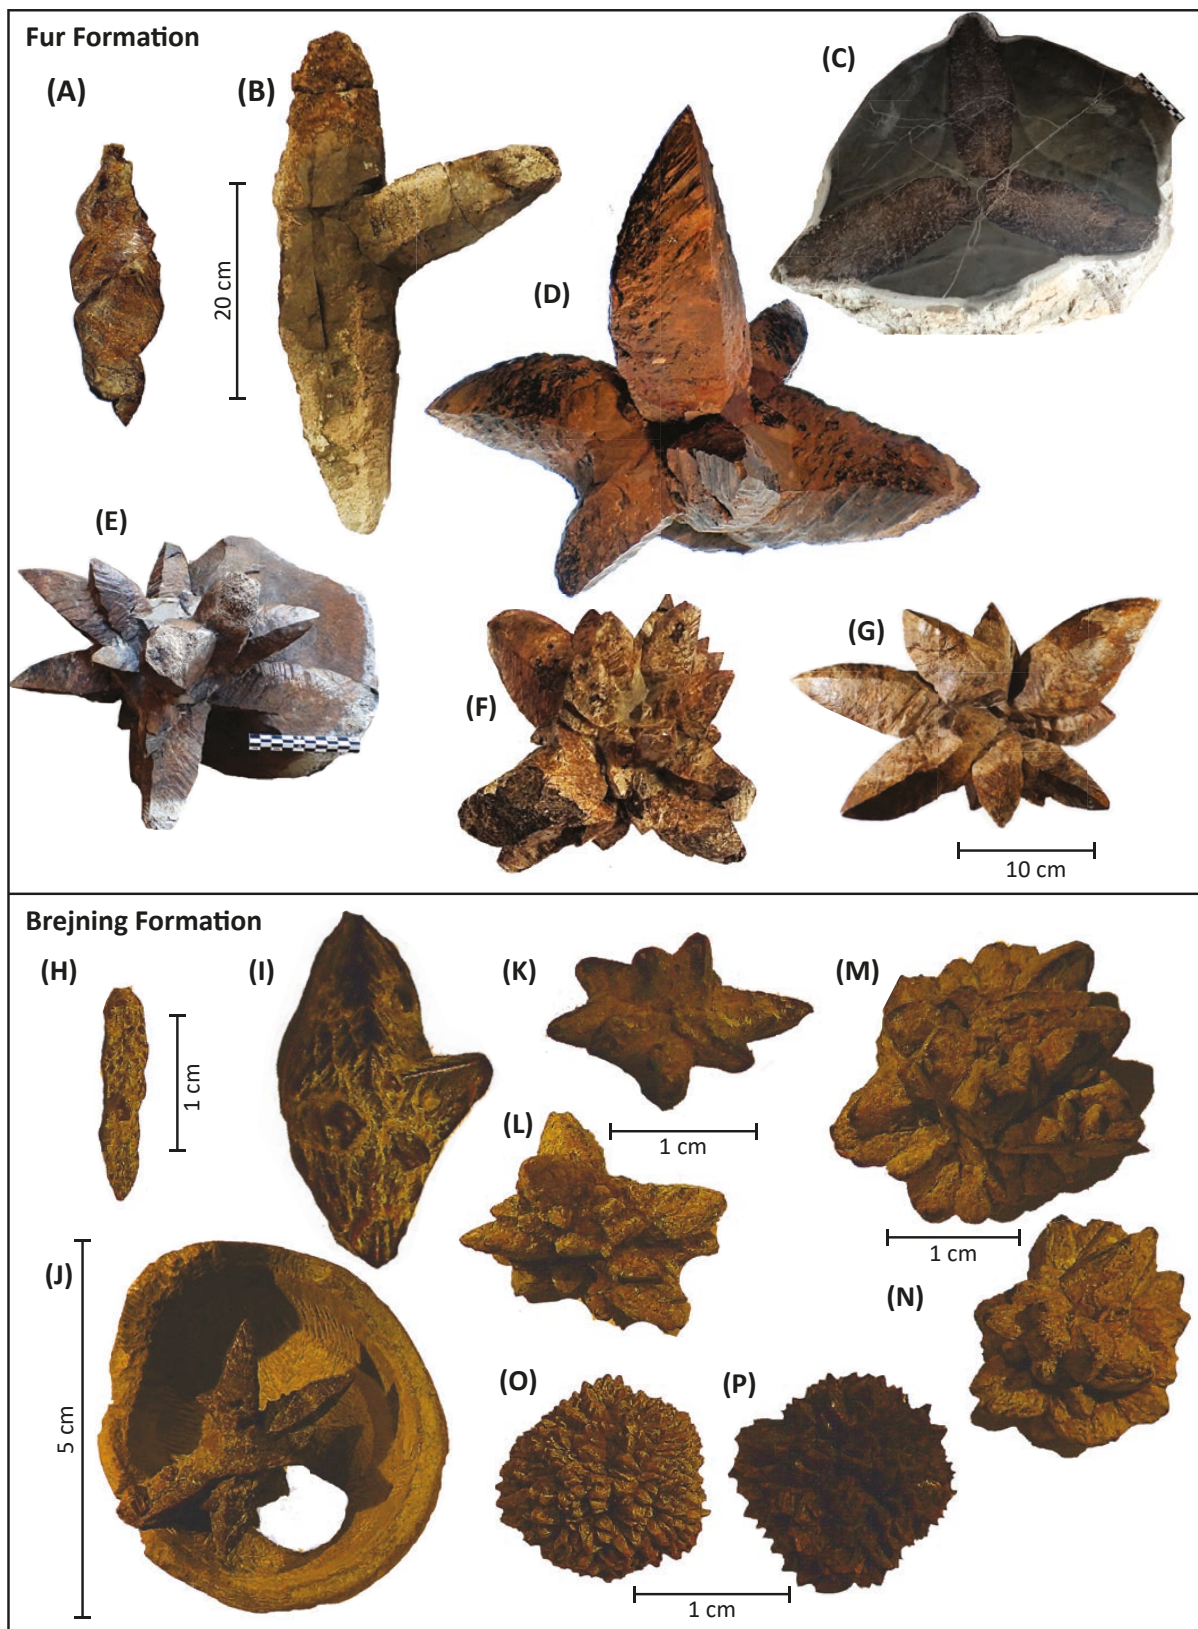 Fur Formation
(A)
(B)
(C)
20 cm
(D)
(E)
(F)
(G)
10 cm
Brejning Formation
(H)
(I)
(K)
(M)
1 cm
(L)
1 cm
1 cm
(J)
(N)
5 cm
(O)
(P)
1 cm